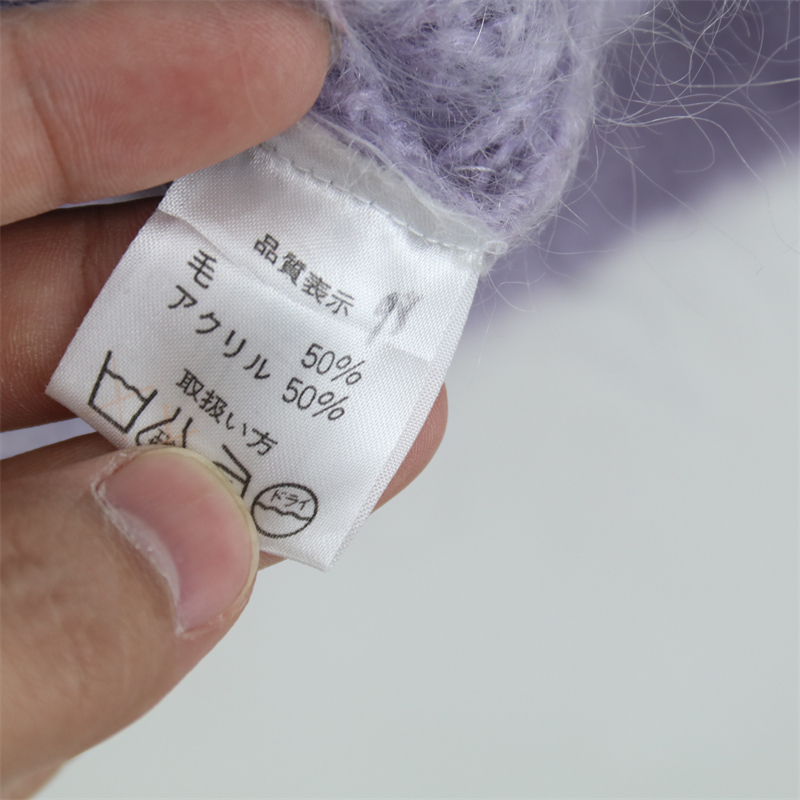 品質表示
毛 50%
アクリル 50%
取扱い方
ドライ